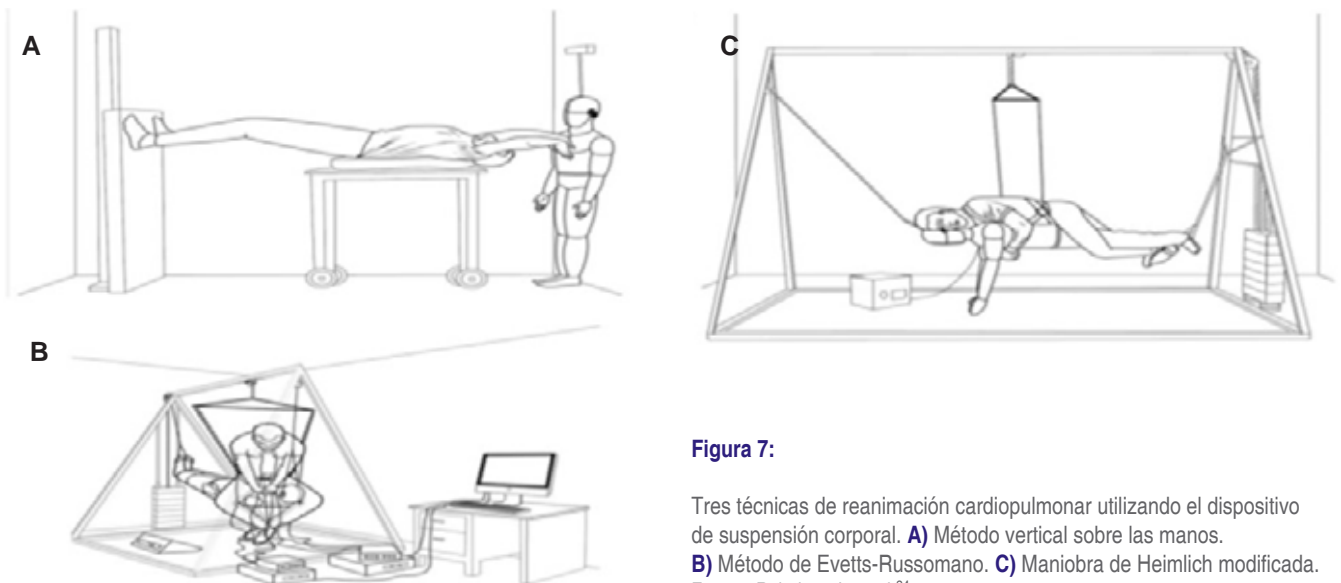 A
C
B
Figura 7:
Tres técnicas de reanimación cardiopulmonar utilizando el dispositivo
de suspensión corporal. A) Método vertical sobre las manos.
B) Método de Evetts-Russomano. C) Maniobra de Heimlich modificada.